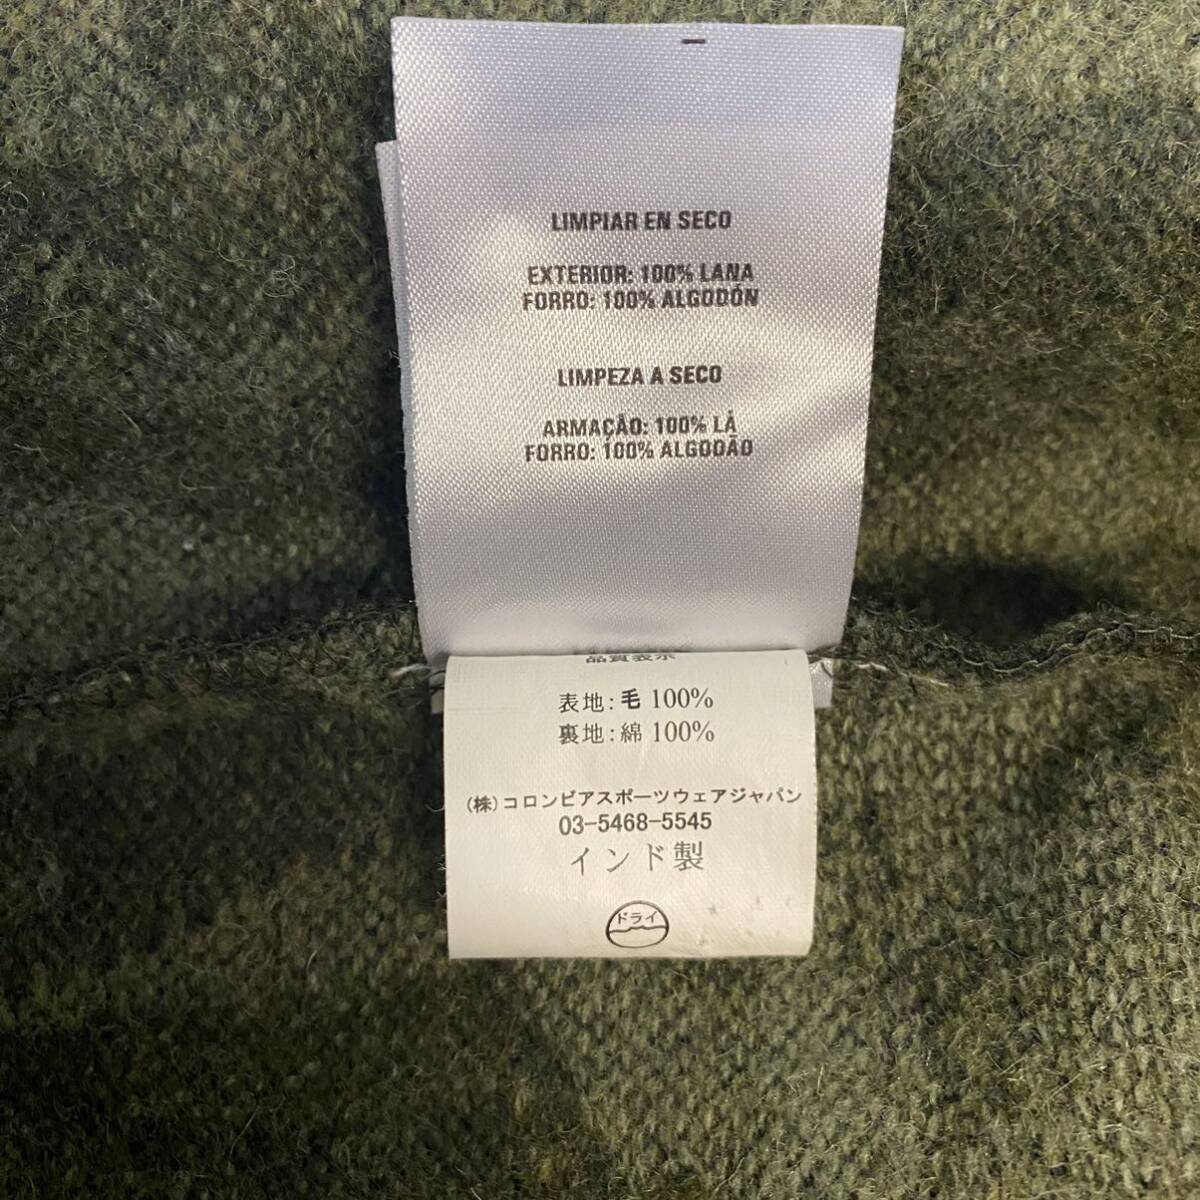 LIMPIAR EN SECO
EXTERIOR: 100% LANA
FORRO: 100% ALGODÓN
LIMPEZA A SECO
ARMAÇÃO: 100% LÃ
FORRO: 100% ALGODÃO
品質表示
表地:毛 100%
裏地:綿 100%
(株)コロンビアスポーツウェアジャパン
03-5468-5545
インド製
ドライ